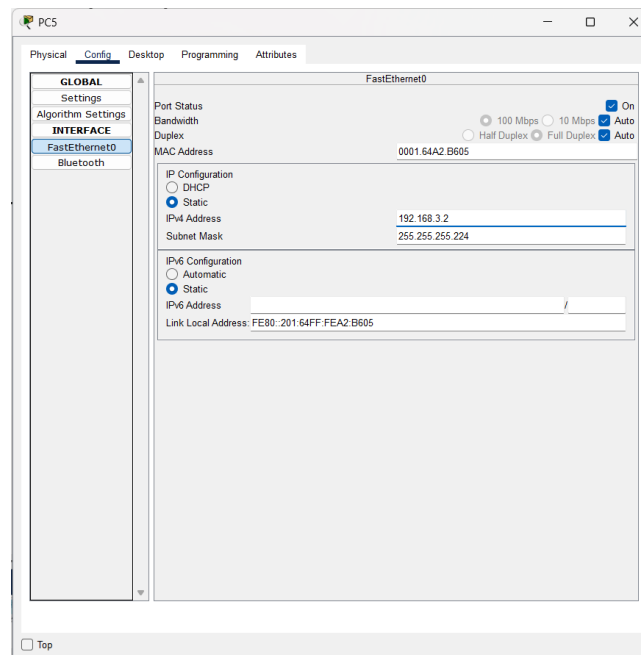 PC5
Physical Config Desktop Programming Attributes
GLOBAL
Settings
Algorithm Settings
INTERFACE
FastEthernet0
Bluetooth
FastEthernet0
Port Status On
Bandwidth 100 Mbps 10 Mbps Auto
Duplex Half Duplex Full Duplex Auto
MAC Address 0001.64A2.B605
IP Configuration
DHCP
Static
IPv4 Address 192.168.3.2
Subnet Mask 255.255.255.224
IPv6 Configuration
Automatic
Static
IPv6 Address /
Link Local Address: FE80::201:64FF:FEA2:B605
Top